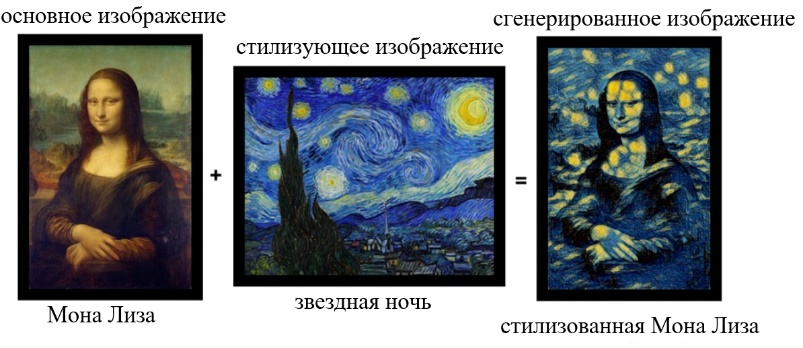 основное изображение
стилизующее изображение
сгенерированное изображение
+
=
Мона Лиза
звездная ночь
стилизованная Мона Лиза